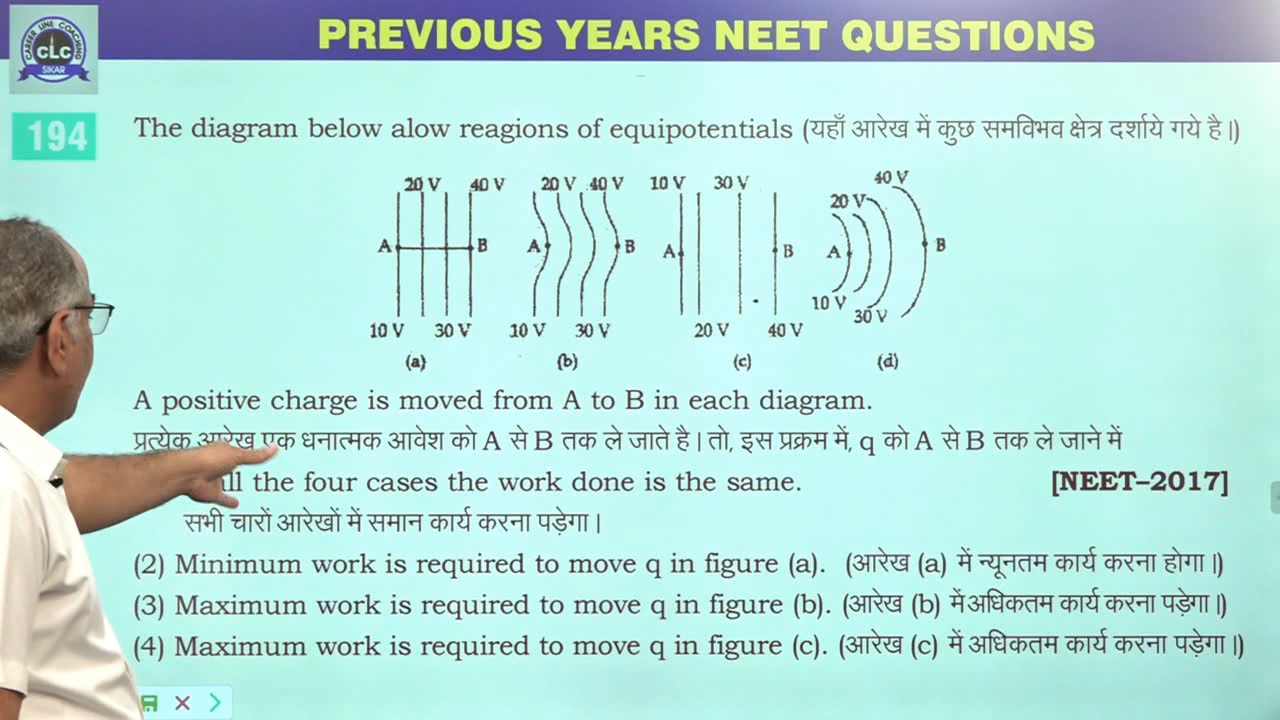 PREVIOUS YEARS NEET QUESTIONS
CAREER LINE COACHING
CLC
SIKAR
194
The diagram below alow reagions of equipotentials (यहाँ आरेख में कुछ समविभव क्षेत्र दर्शाये गये है।)
20 V 40 V 20 V 40 V 10 V 30 V 40 V
20 V
A B A B A B A B
10 V 30 V
10 V 30 V 10 V 30 V 20 V 40 V
(a) (b) (c) (d)
A positive charge is moved from A to B in each diagram.
प्रत्येक आरेख एक धनात्मक आवेश को A से B तक ले जाते है। तो, इस प्रक्रम में, q को A से B तक ले जाने में
the four cases the work done is the same. [NEET–2017]
सभी चारों आरेखों में समान कार्य करना पड़ेगा।
(2) Minimum work is required to move q in figure (a). (आरेख (a) में न्यूनतम कार्य करना होगा।)
(3) Maximum work is required to move q in figure (b). (आरेख (b) में अधिकतम कार्य करना पड़ेगा।)
(4) Maximum work is required to move q in figure (c). (आरेख (c) में अधिकतम कार्य करना पड़ेगा।)